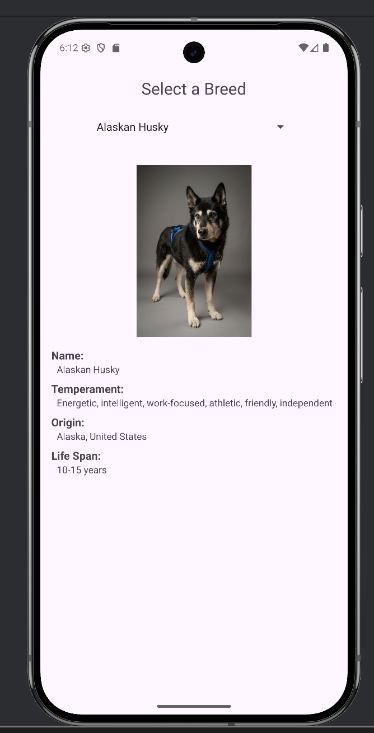 6:12
Select a Breed
Alaskan Husky
Name:
Alaskan Husky
Temperament:
Energetic, intelligent, work-focused, athletic, friendly, independent
Origin:
Alaska, United States
Life Span:
10-15 years